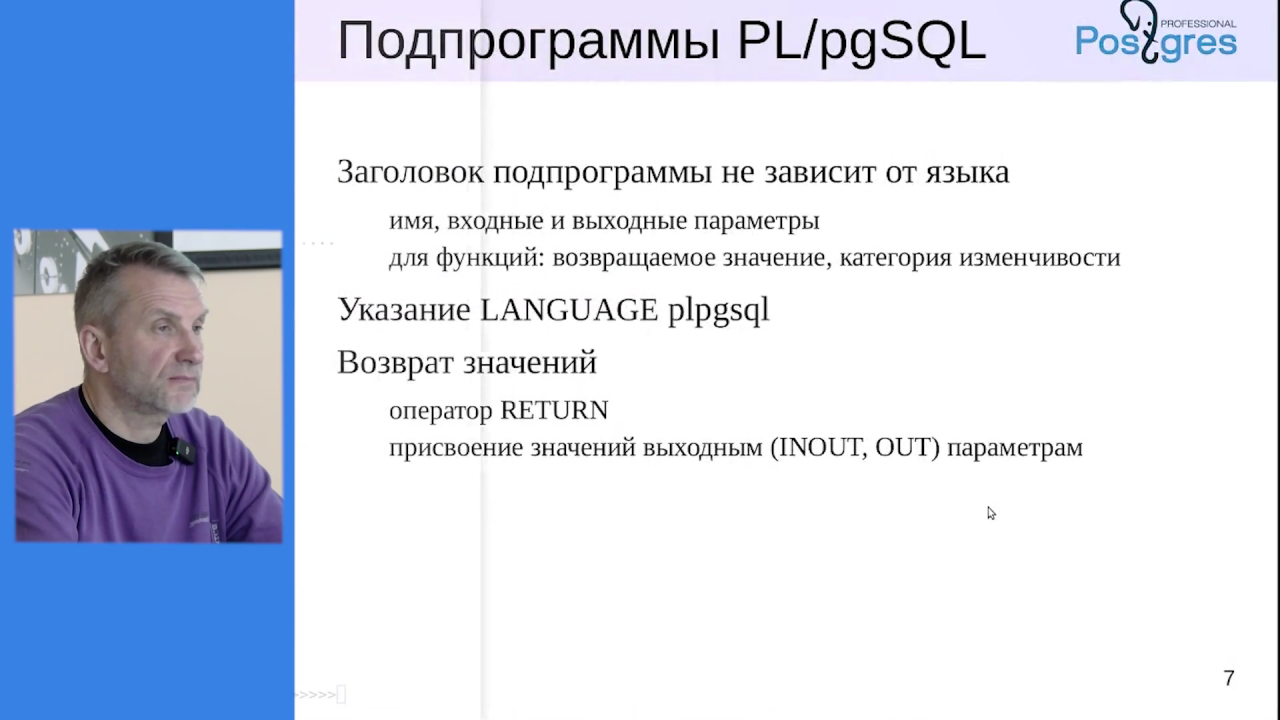 Подпрограммы PL/pgSQL
PROFESSIONAL
Postgres
Заголовок подпрограммы не зависит от языка
имя, входные и выходные параметры
для функций: возвращаемое значение, категория изменчивости
Указание LANGUAGE plpgsql
Возврат значений
оператор RETURN
присвоение значений выходным (INOUT, OUT) параметрам
7
>>>>>